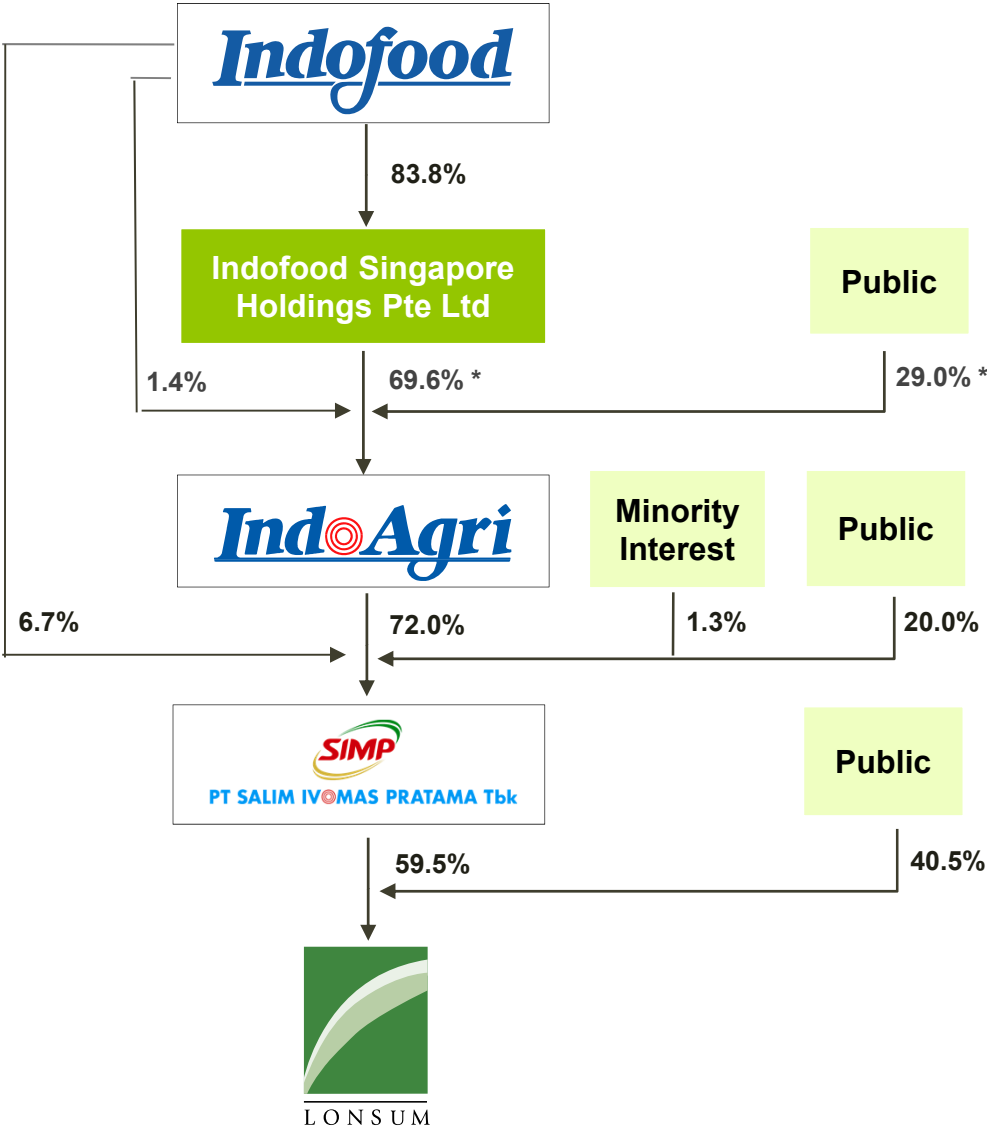 Indofood
83.8%
Indofood Singapore
Holdings Pte Ltd
Public
1.4%
69.6% *
29.0% *
IndoAgri
Minority
Interest
Public
6.7%
72.0%
1.3%
20.0%
SIMP
PT SALIM IVOMAS PRATAMA Tbk
Public
59.5%
40.5%
LONSUM